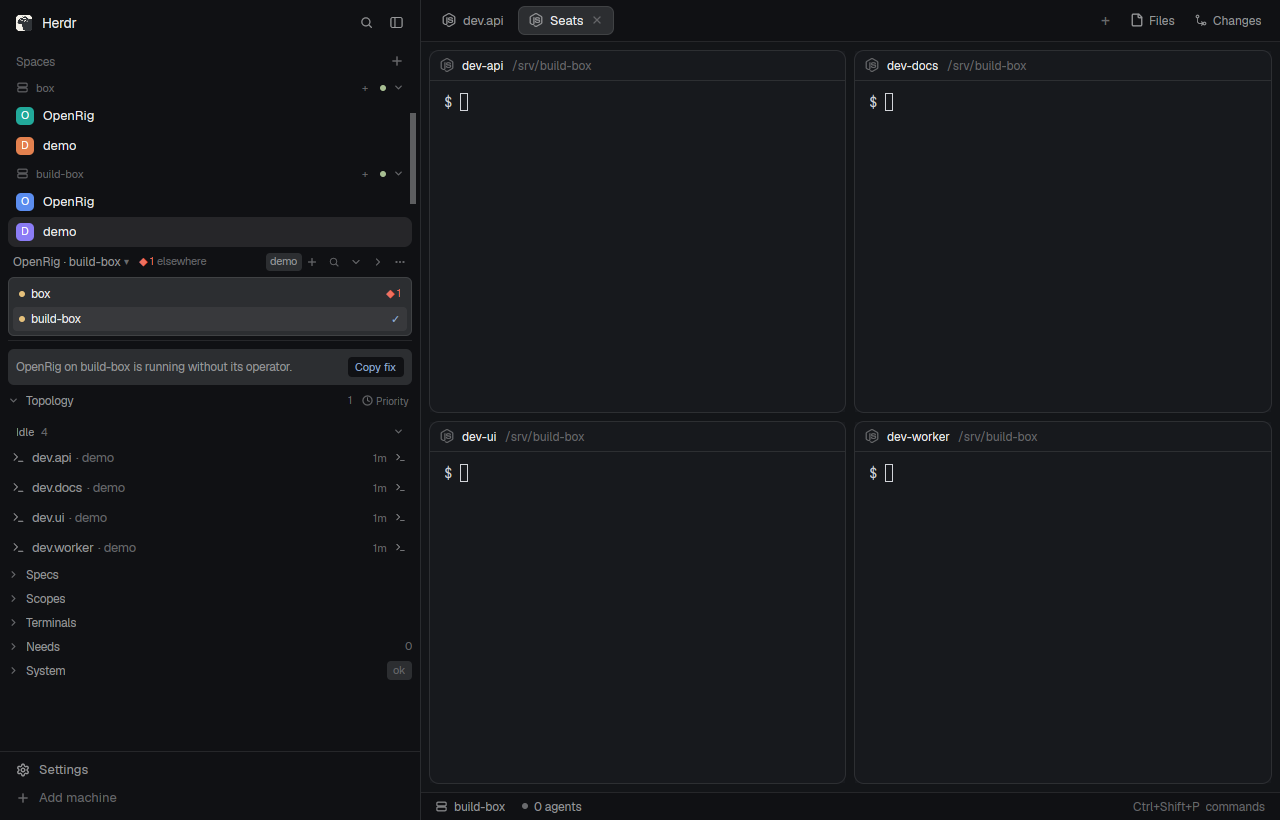 Herdr
Spaces
box
O OpenRig
D demo
build-box
O OpenRig
D demo
OpenRig · build-box ▾ ◆1 elsewhere demo
box ◆1
build-box ✓
OpenRig on build-box is running without its operator. Copy fix
Topology 1 Priority
Idle 4
dev.api · demo 1m
dev.docs · demo 1m
dev.ui · demo 1m
dev.worker · demo 1m
Specs
Scopes
Terminals
Needs 0
System ok
Settings
Add machine
dev.api Seats Files Changes
dev-api /srv/build-box
$
dev-docs /srv/build-box
$
dev-ui /srv/build-box
$
dev-worker /srv/build-box
$
build-box 0 agents Ctrl+Shift+P commands